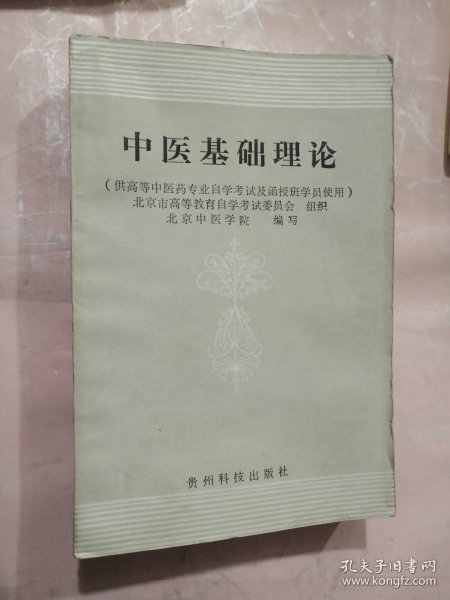 中医基础理论
（供高等中医药专业自学考试及函授班学员使用）
北京市高等教育自学考试委员会 组织
北京中医学院 编写
贵州科技出版社
孔夫子旧书网
www.kongfz.com